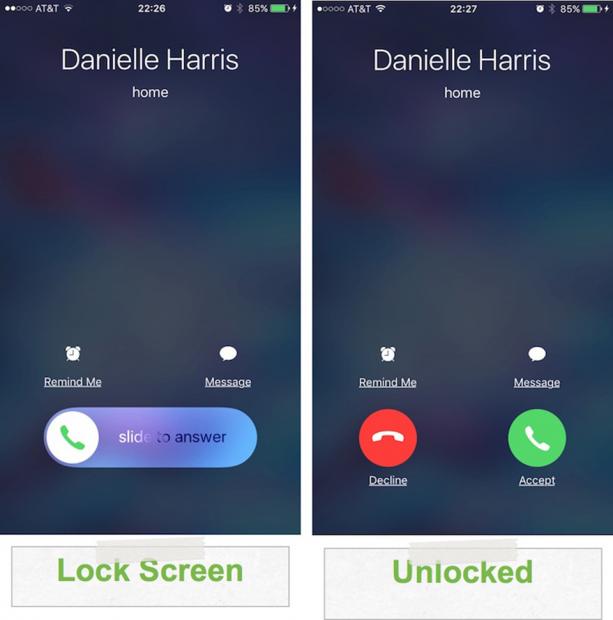 AT&T 22:26 85%
Danielle Harris
home
Remind Me Message
slide to answer
Lock Screen
AT&T 22:27 85%
Danielle Harris
home
Remind Me Message
Decline Accept
Unlocked